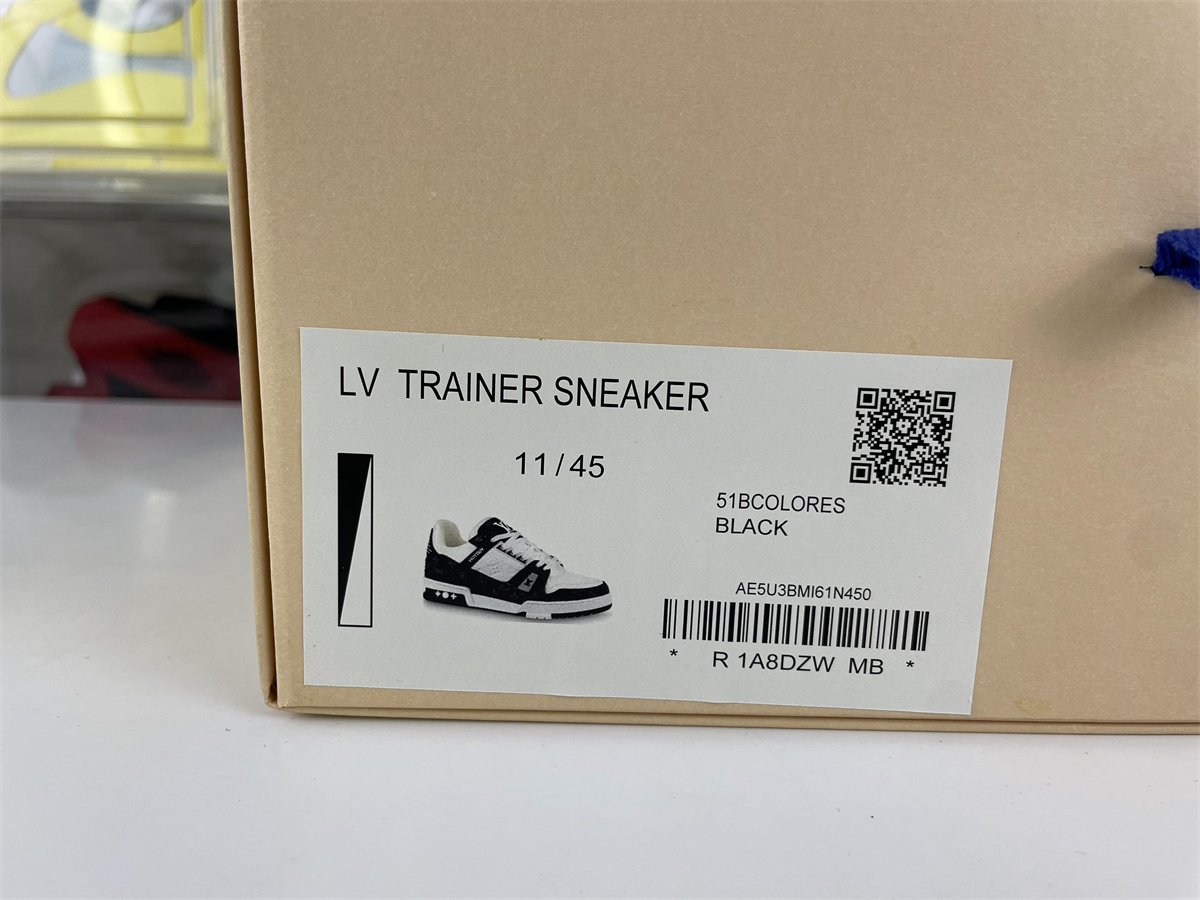 LV TRAINER SNEAKER
11/45
51BCOLORES
BLACK
AE5U3BMI61N450
* R 1A8DZW MB *